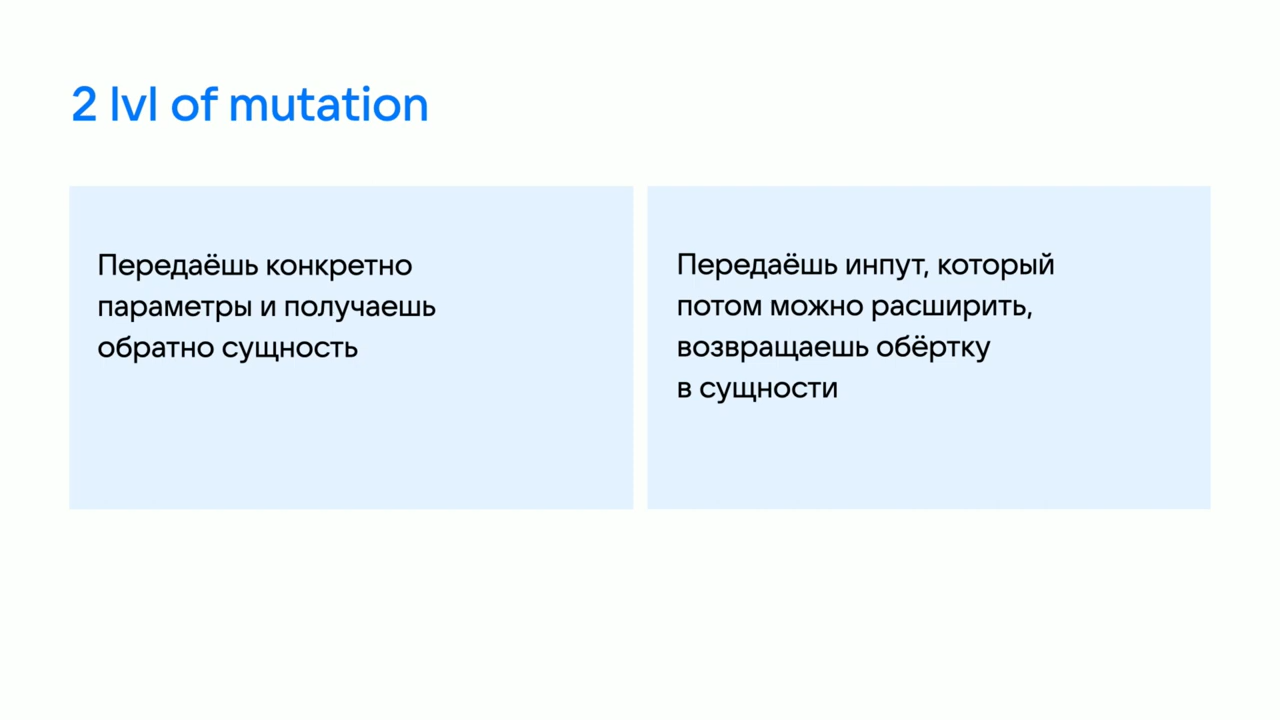 2 lvl of mutation
Передаёшь конкретно
параметры и получаешь
обратно сущность
Передаёшь инпут, который
потом можно расширить,
возвращаешь обёртку
в сущности